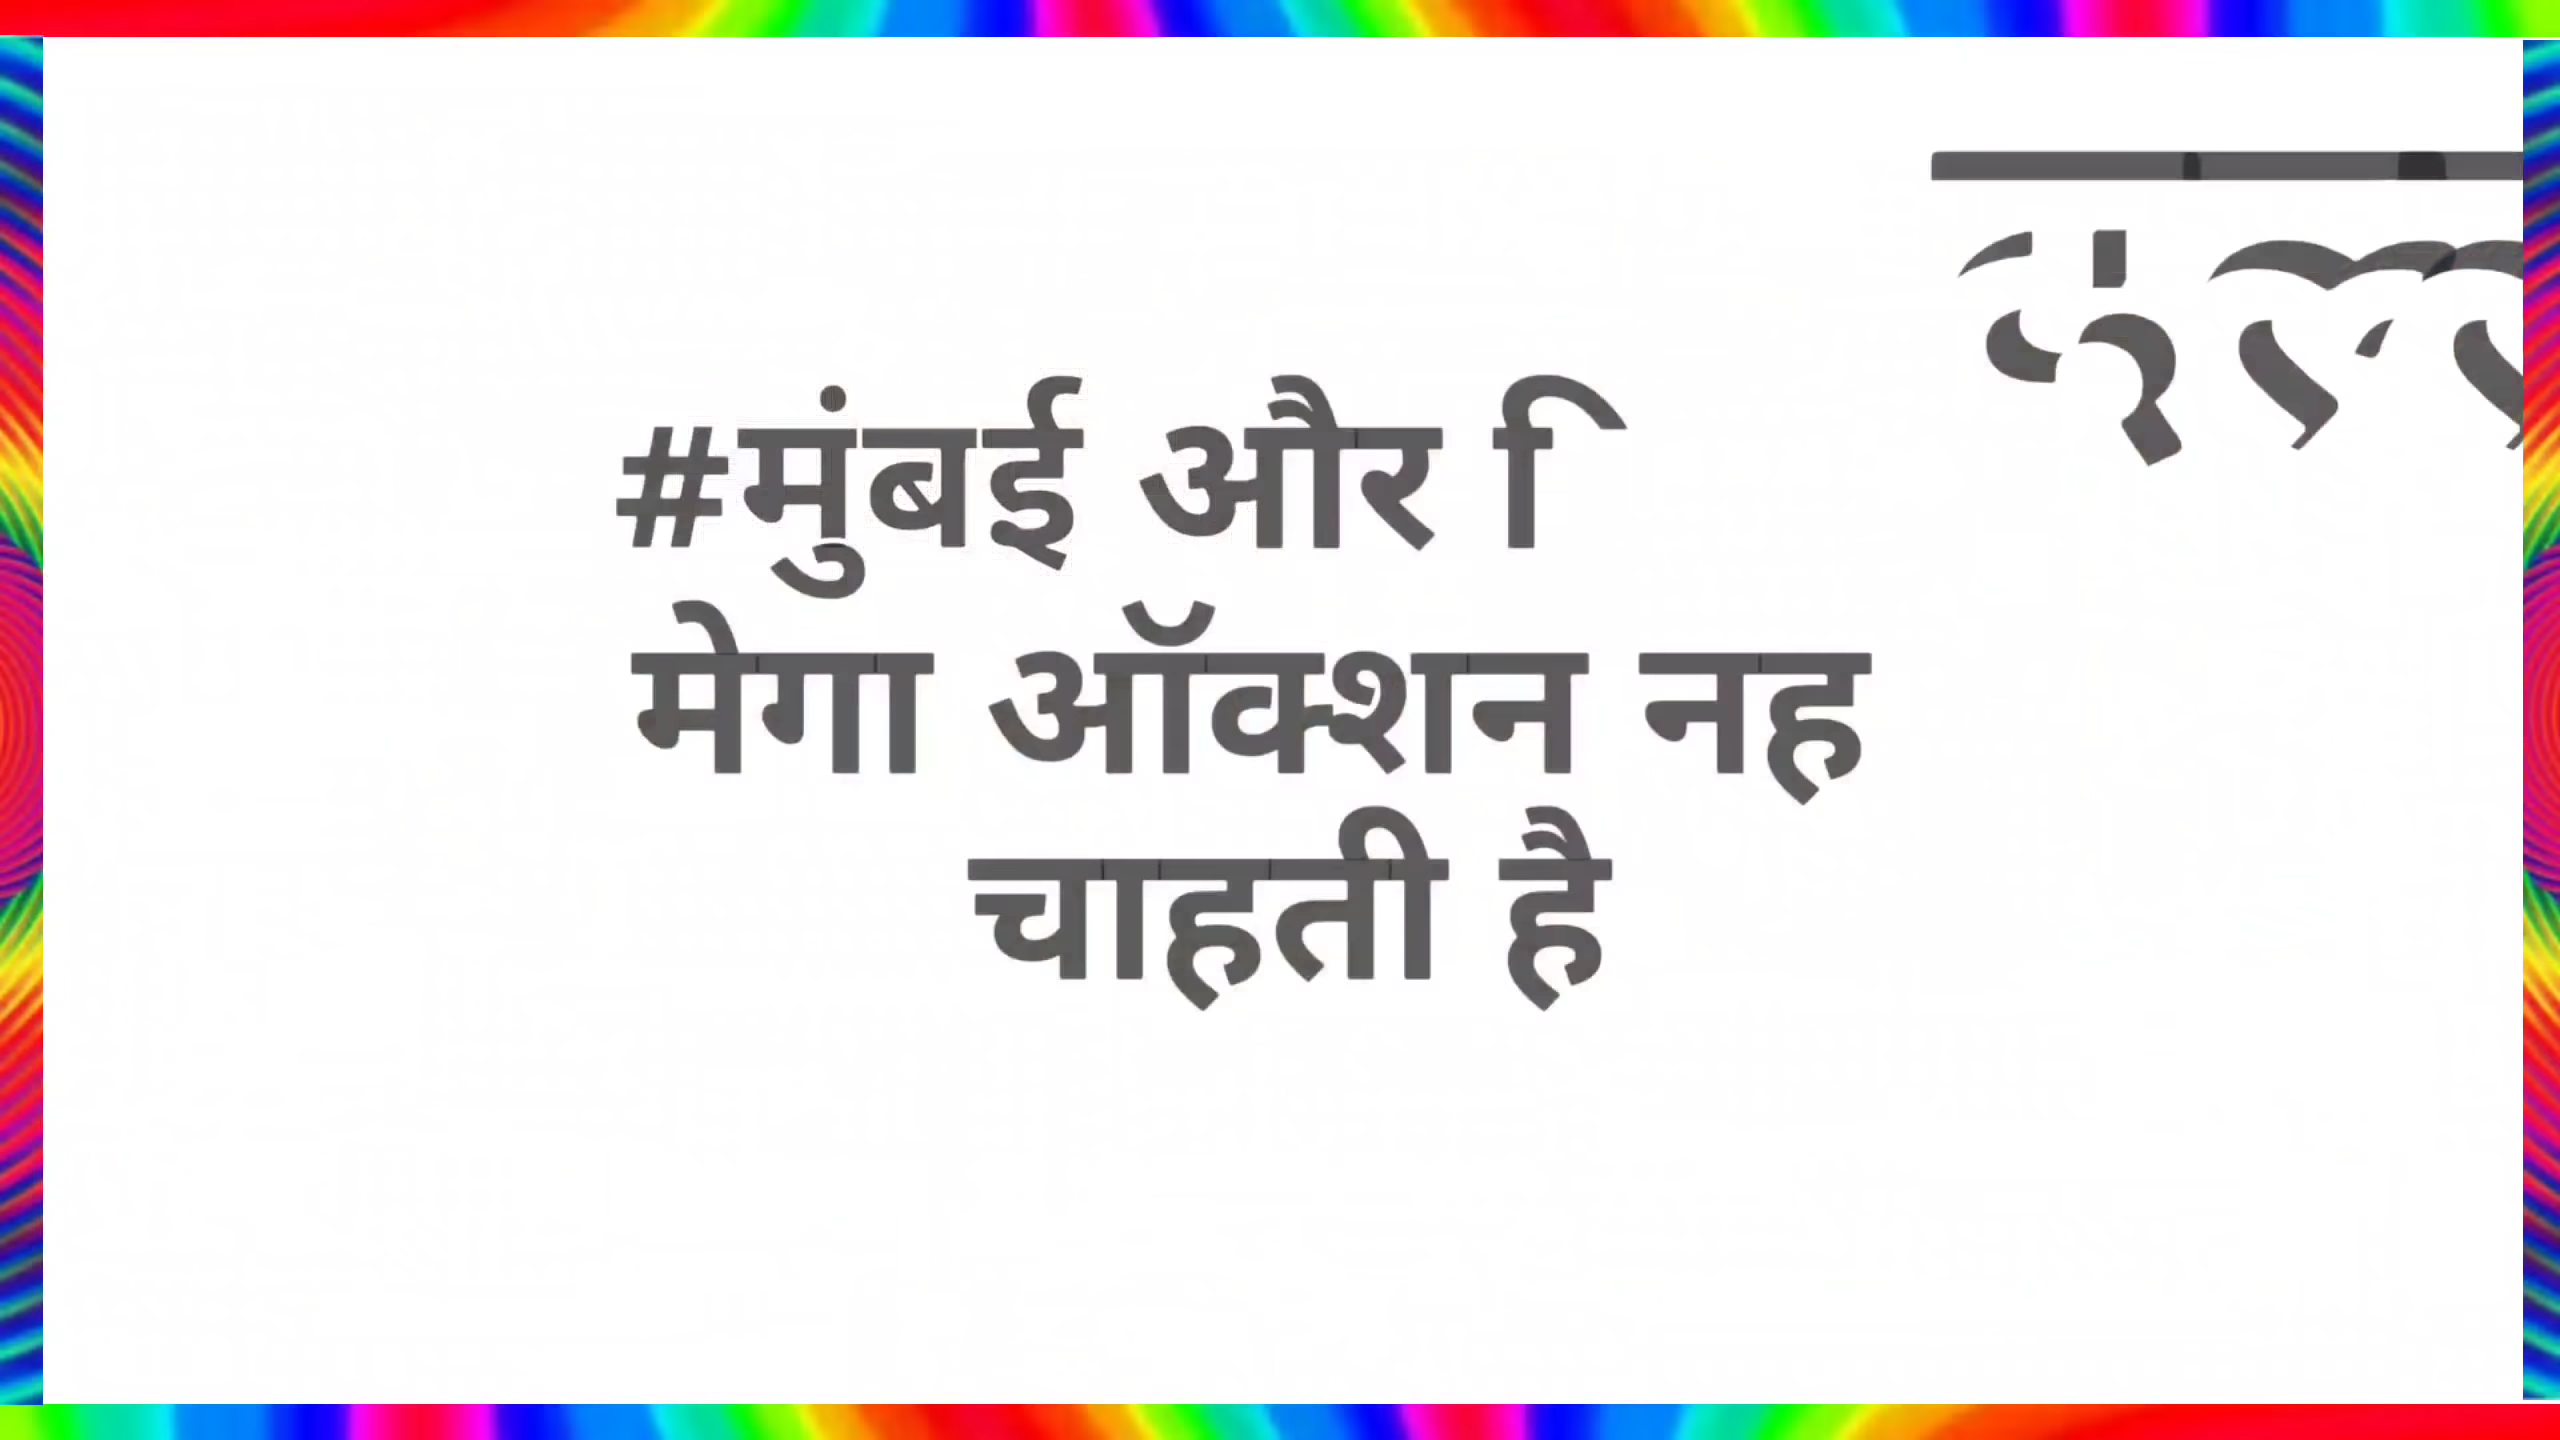 #मुंबई और ि
मेगा ऑक्शन नह
चाहती है